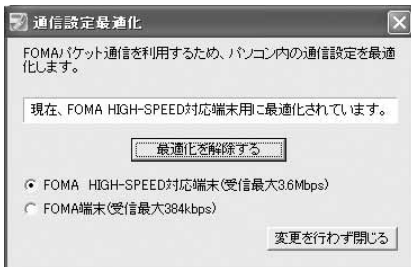 通信設定最適化
FOMAパケット通信を利用するため、パソコン内の通信設定を最適
化します。
現在、FOMA HIGH-SPEED対応端末用に最適化されています。
最適化を解除する
FOMA HIGH-SPEED対応端末(受信最大3.6Mbps)
FOMA端末(受信最大384kbps)
変更を行わず閉じる